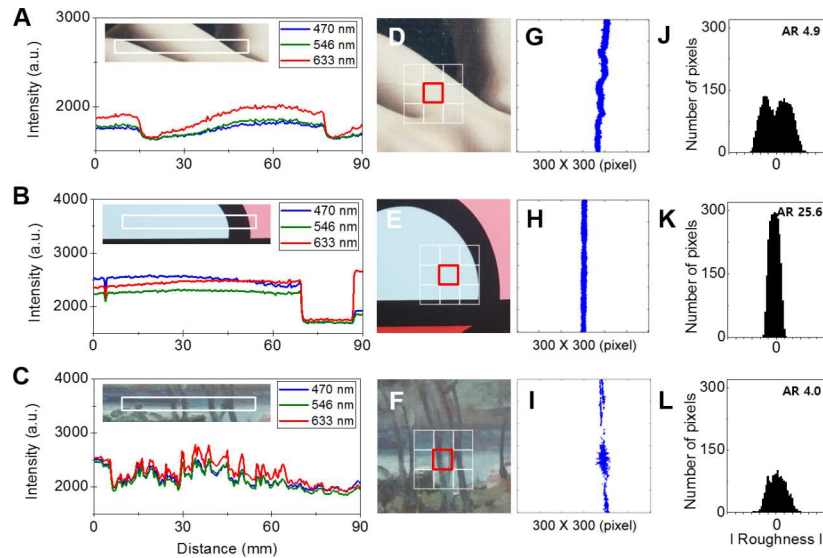 A
3000
2000
Intensity (a.u.)
470 nm
546 nm
633 nm
0 30 60 90
D
G
300 X 300 (pixel)
J
AR 4.9
300
150
0
Number of pixels
0
B
4000
3000
2000
Intensity (a.u.)
470 nm
546 nm
633 nm
0 30 60 90
E
H
300 X 300 (pixel)
K
AR 25.6
300
150
0
Number of pixels
0
C
4000
3000
2000
Intensity (a.u.)
470 nm
546 nm
633 nm
0 30 60 90
Distance (mm)
F
I
300 X 300 (pixel)
L
AR 4.0
300
150
0
Number of pixels
0
I Roughness I